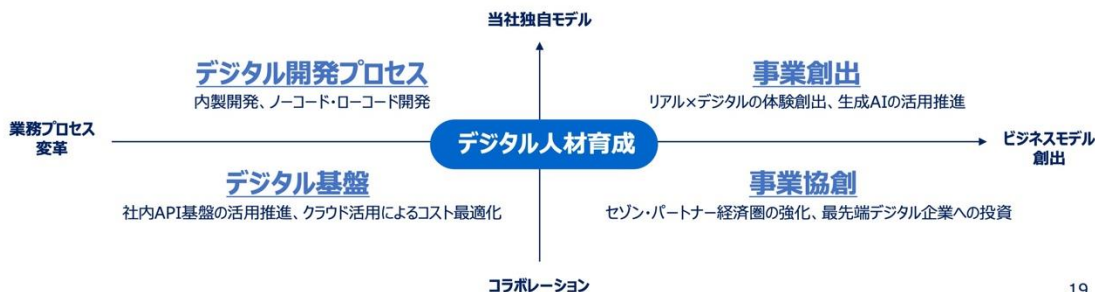 当社独自モデル
デジタル開発プロセス
内製開発、ノーコード・ローコード開発
事業創出
リアル×デジタルの体験創出、生成AIの活用推進
業務プロセス
変革
デジタル人材育成
ビジネスモデル
創出
デジタル基盤
社内API基盤の活用推進、クラウド活用によるコスト最適化
事業協創
セゾン・パートナー経済圏の強化、最先端デジタル企業への投資
コラボレーション
19